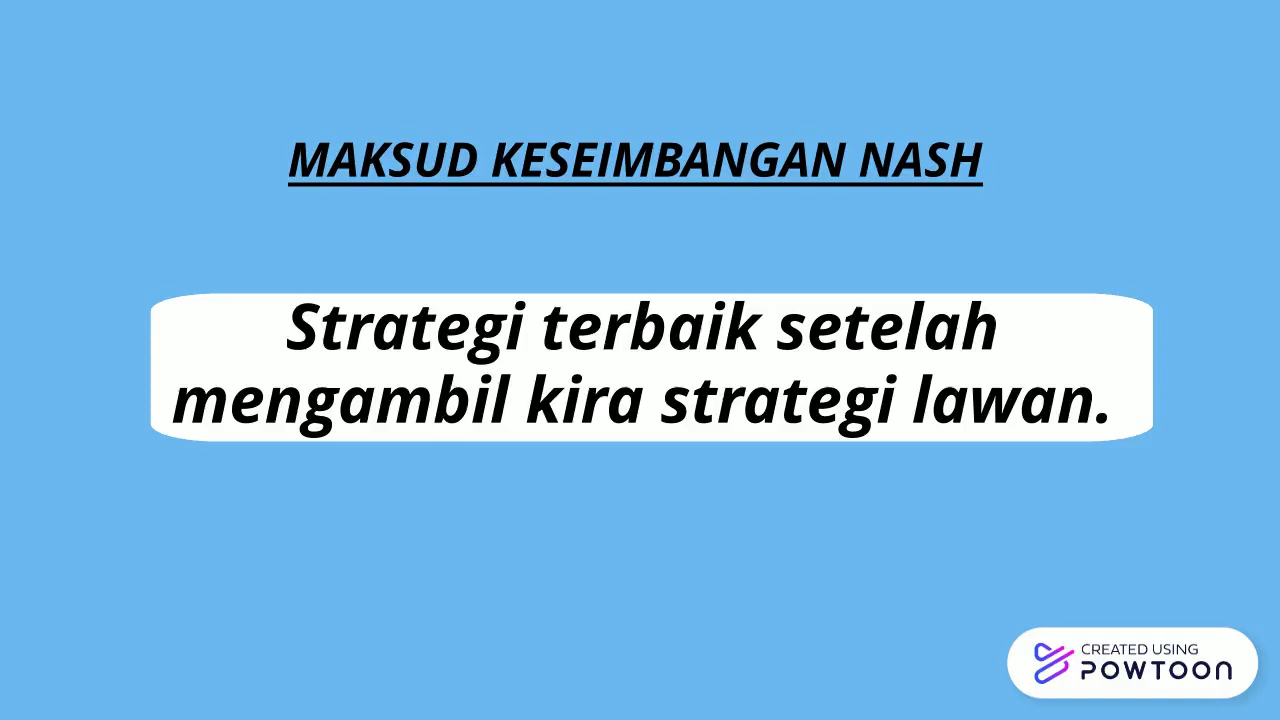 MAKSUD KESEIMBANGAN NASH
Strategi terbaik setelah
mengambil kira strategi lawan.
CREATED USING
POWTOON